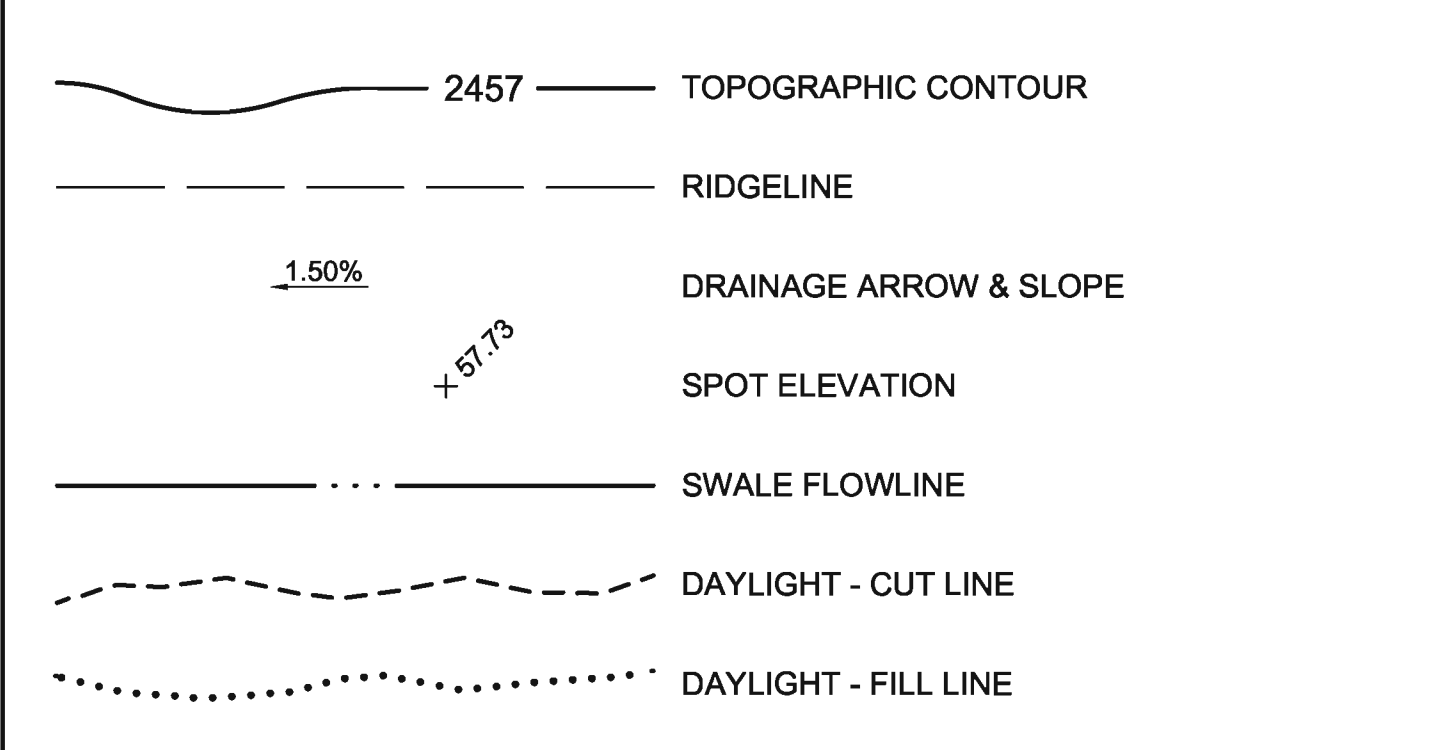 2457 TOPOGRAPHIC CONTOUR
RIDGELINE
1.50% DRAINAGE ARROW & SLOPE
57.73 SPOT ELEVATION
SWALE FLOWLINE
DAYLIGHT - CUT LINE
DAYLIGHT - FILL LINE